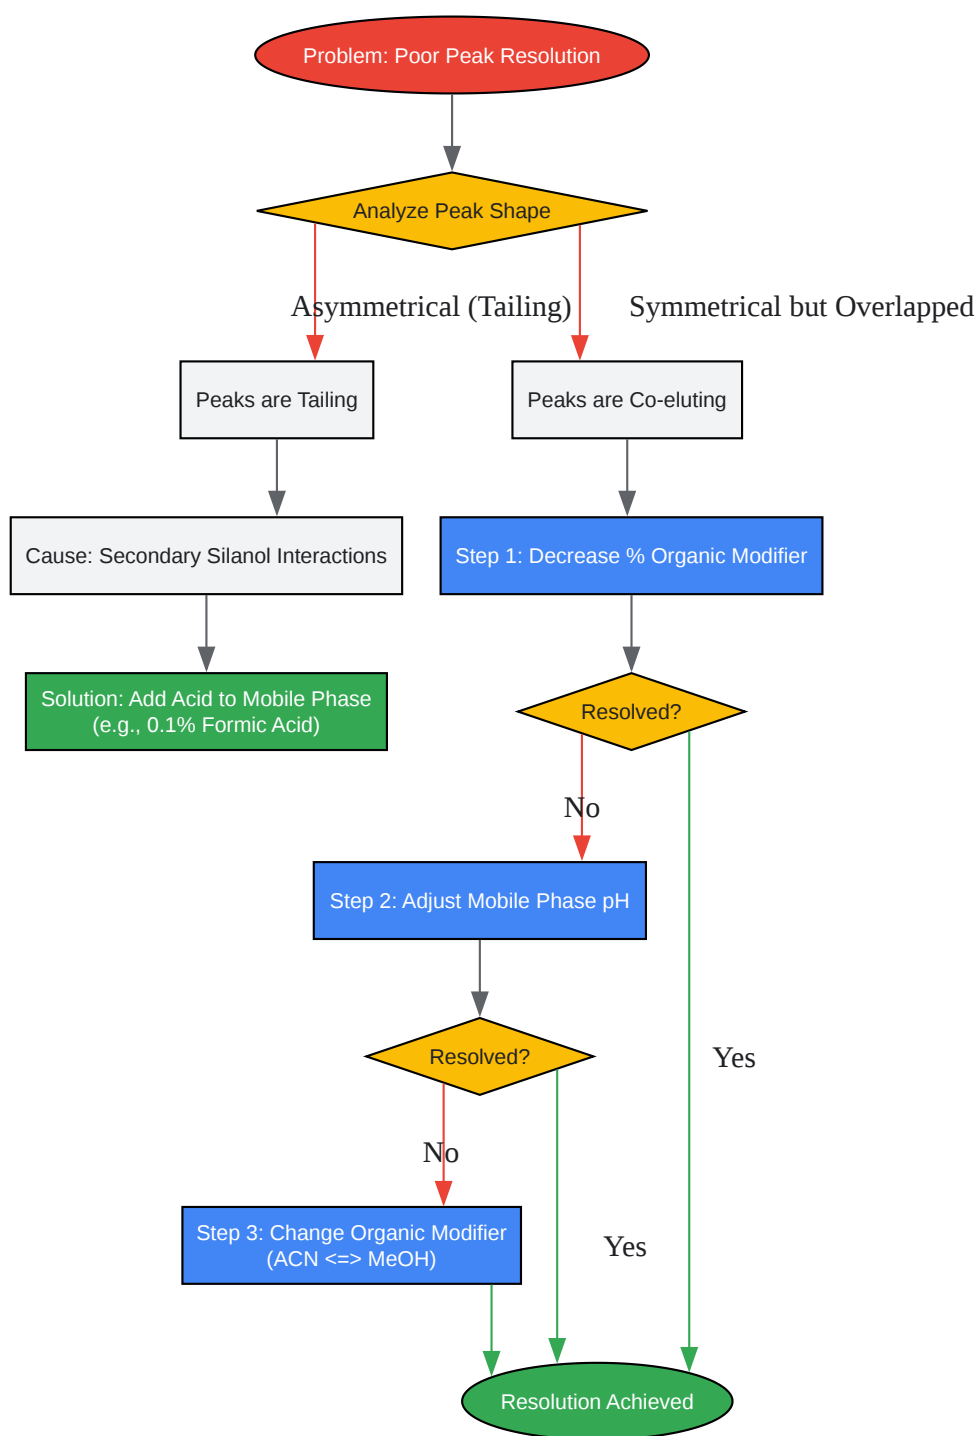 Problem: Poor Peak Resolution
Analyze Peak Shape
Asymmetrical (Tailing)
Symmetrical but Overlapped
Peaks are Tailing
Peaks are Co-eluting
Cause: Secondary Silanol Interactions
Step 1: Decrease % Organic Modifier
Solution: Add Acid to Mobile Phase
(e.g., 0.1% Formic Acid)
Resolved?
No
Step 2: Adjust Mobile Phase pH
Resolved?
Yes
No
Step 3: Change Organic Modifier
(ACN <=> MeOH)
Yes
Resolution Achieved